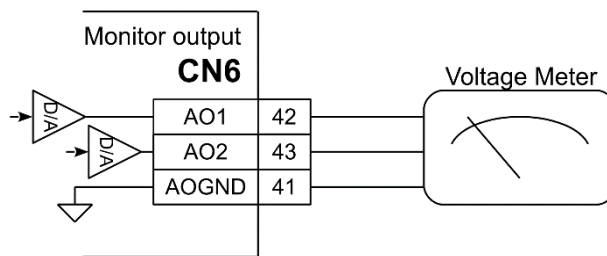 Monitor output
CN6
Voltage Meter
D/A
AO1 42
D/A
AO2 43
AOGND 41